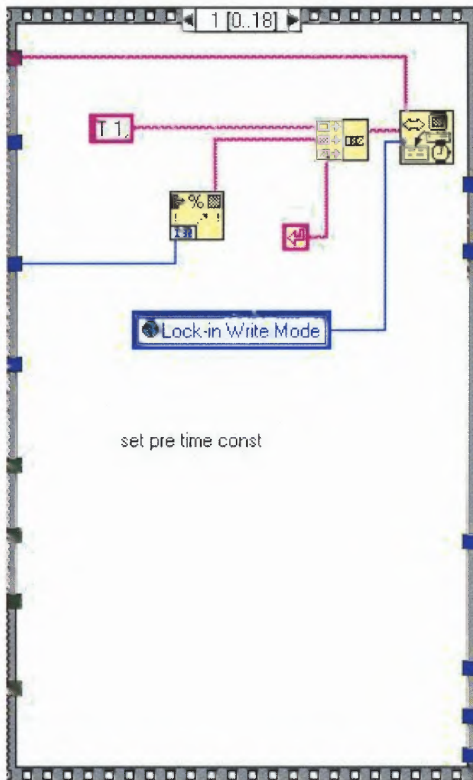 1 [0..18]
T 1,
%
Lock-in Write Mode
set pre time const